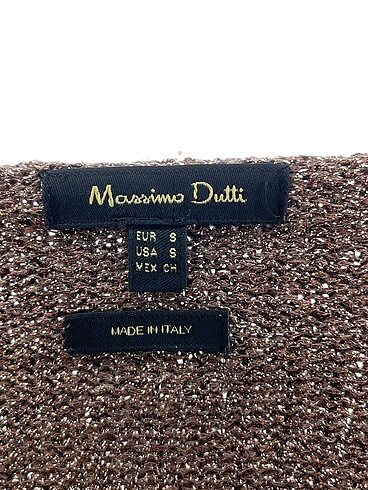 Massimo Dutti
EUR S
USA S
MEX CH
MADE IN ITALY